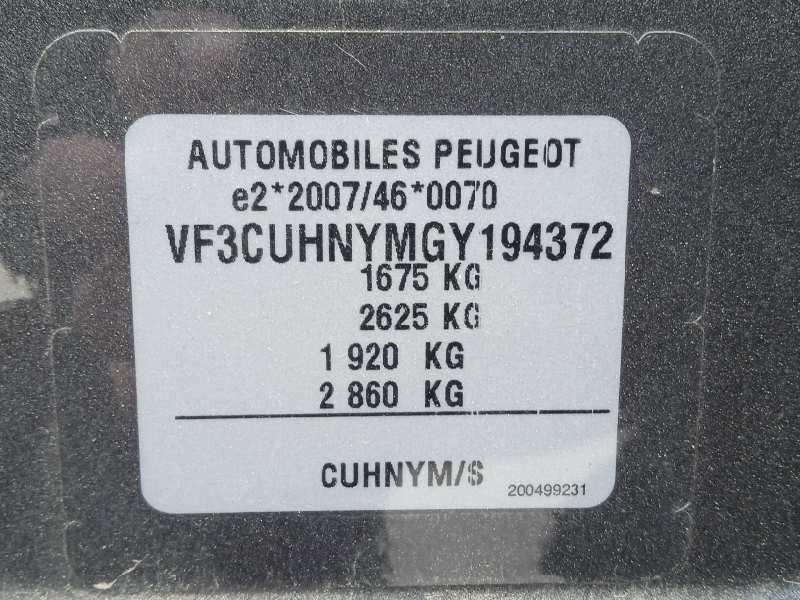 AUTOMOBILES PEUGEOT
e2*2007/46*0070
VF3CUHNYMGY194372
1675 KG
2625 KG
1 920 KG
2 860 KG
CUHNYM/S
200499231